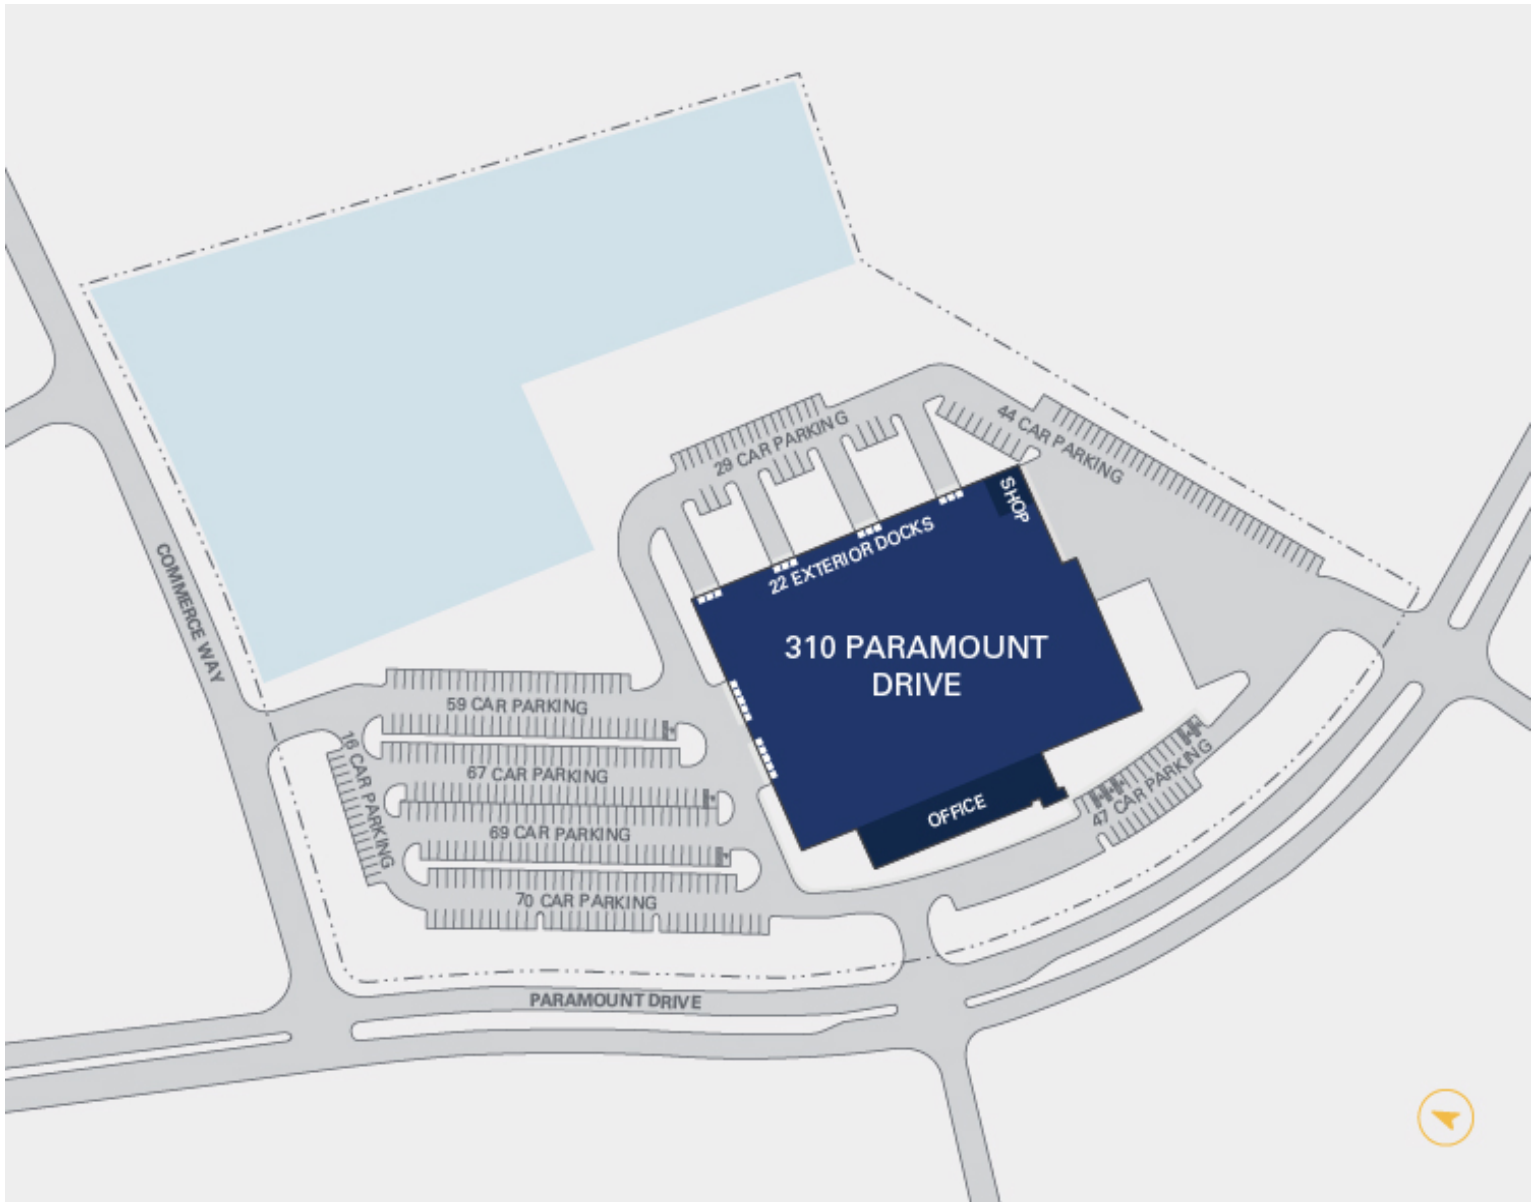 44 CAR PARKING
29 CAR PARKING
SHOP
22 EXTERIOR DOCKS
COMMERCE WAY
310 PARAMOUNT
DRIVE
59 CAR PARKING
16 CAR PARKING
67 CAR PARKING
47 CAR PARKING
OFFICE
69 CAR PARKING
70 CAR PARKING
PARAMOUNT DRIVE